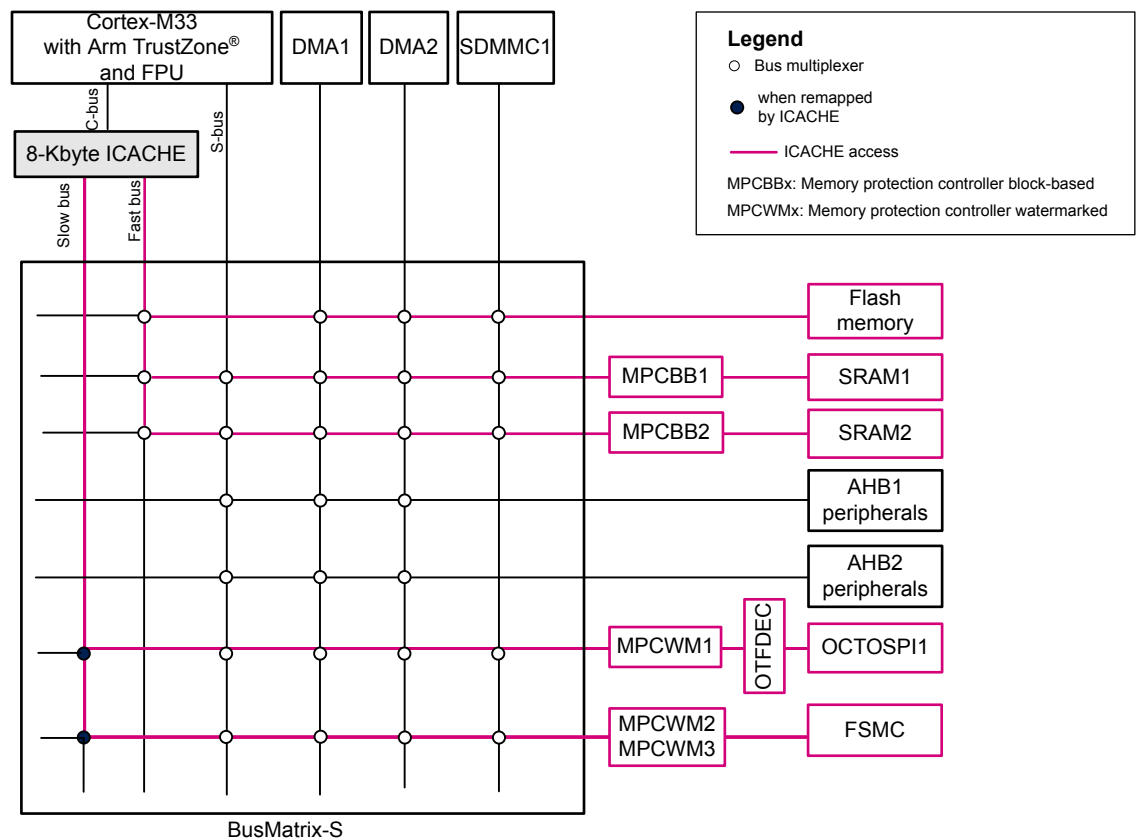 Cortex-M33
with Arm TrustZone®
and FPU
DMA1
DMA2
SDMMC1
C-bus
S-bus
8-Kbyte ICACHE
Slow bus
Fast bus
Legend
Bus multiplexer
when remapped
by ICACHE
ICACHE access
MPCBBx: Memory protection controller block-based
MPCWMx: Memory protection controller watermarked
Flash
memory
MPCBB1
SRAM1
MPCBB2
SRAM2
AHB1
peripherals
AHB2
peripherals
MPCWM1
OTFDEC
OCTOSPI1
MPCWM2
MPCWM3
FSMC
BusMatrix-S